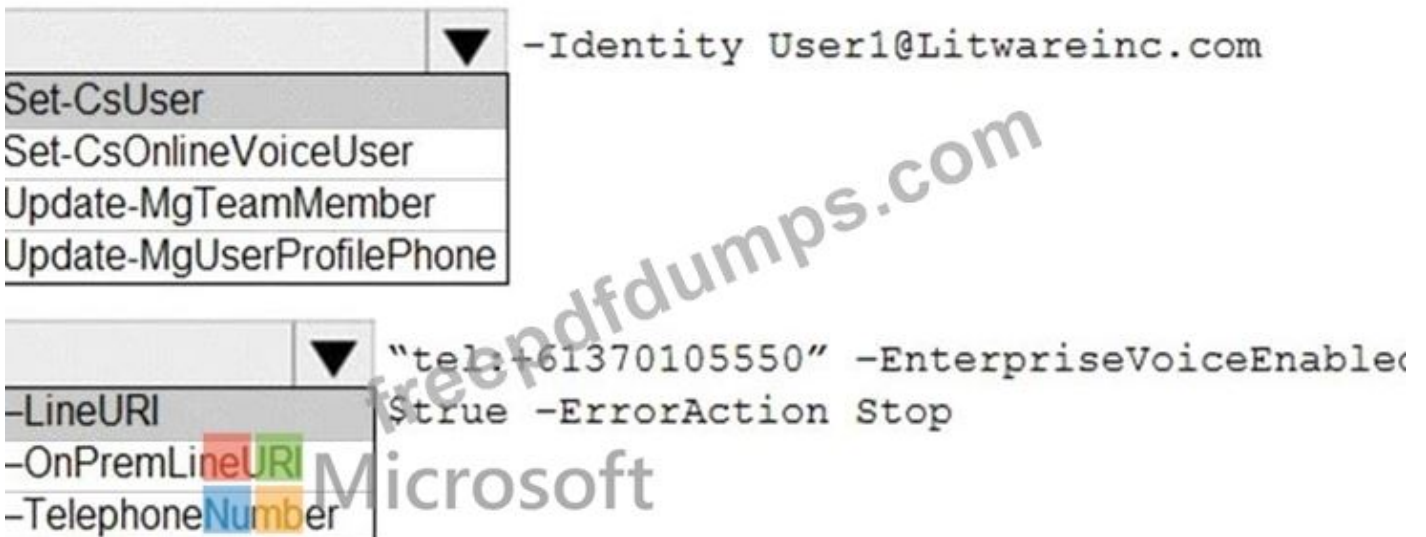 -Identity User1@Litwareinc.com
Set-CsUser
Set-CsOnlineVoiceUser
Update-MgTeamMember
Update-MgUserProfilePhone
freepdfdumps.com
"tel:+61370105550" -EnterpriseVoiceEnabled
-LineURI
$true -ErrorAction Stop
-OnPremLineURI
Microsoft
-TelephoneNumber